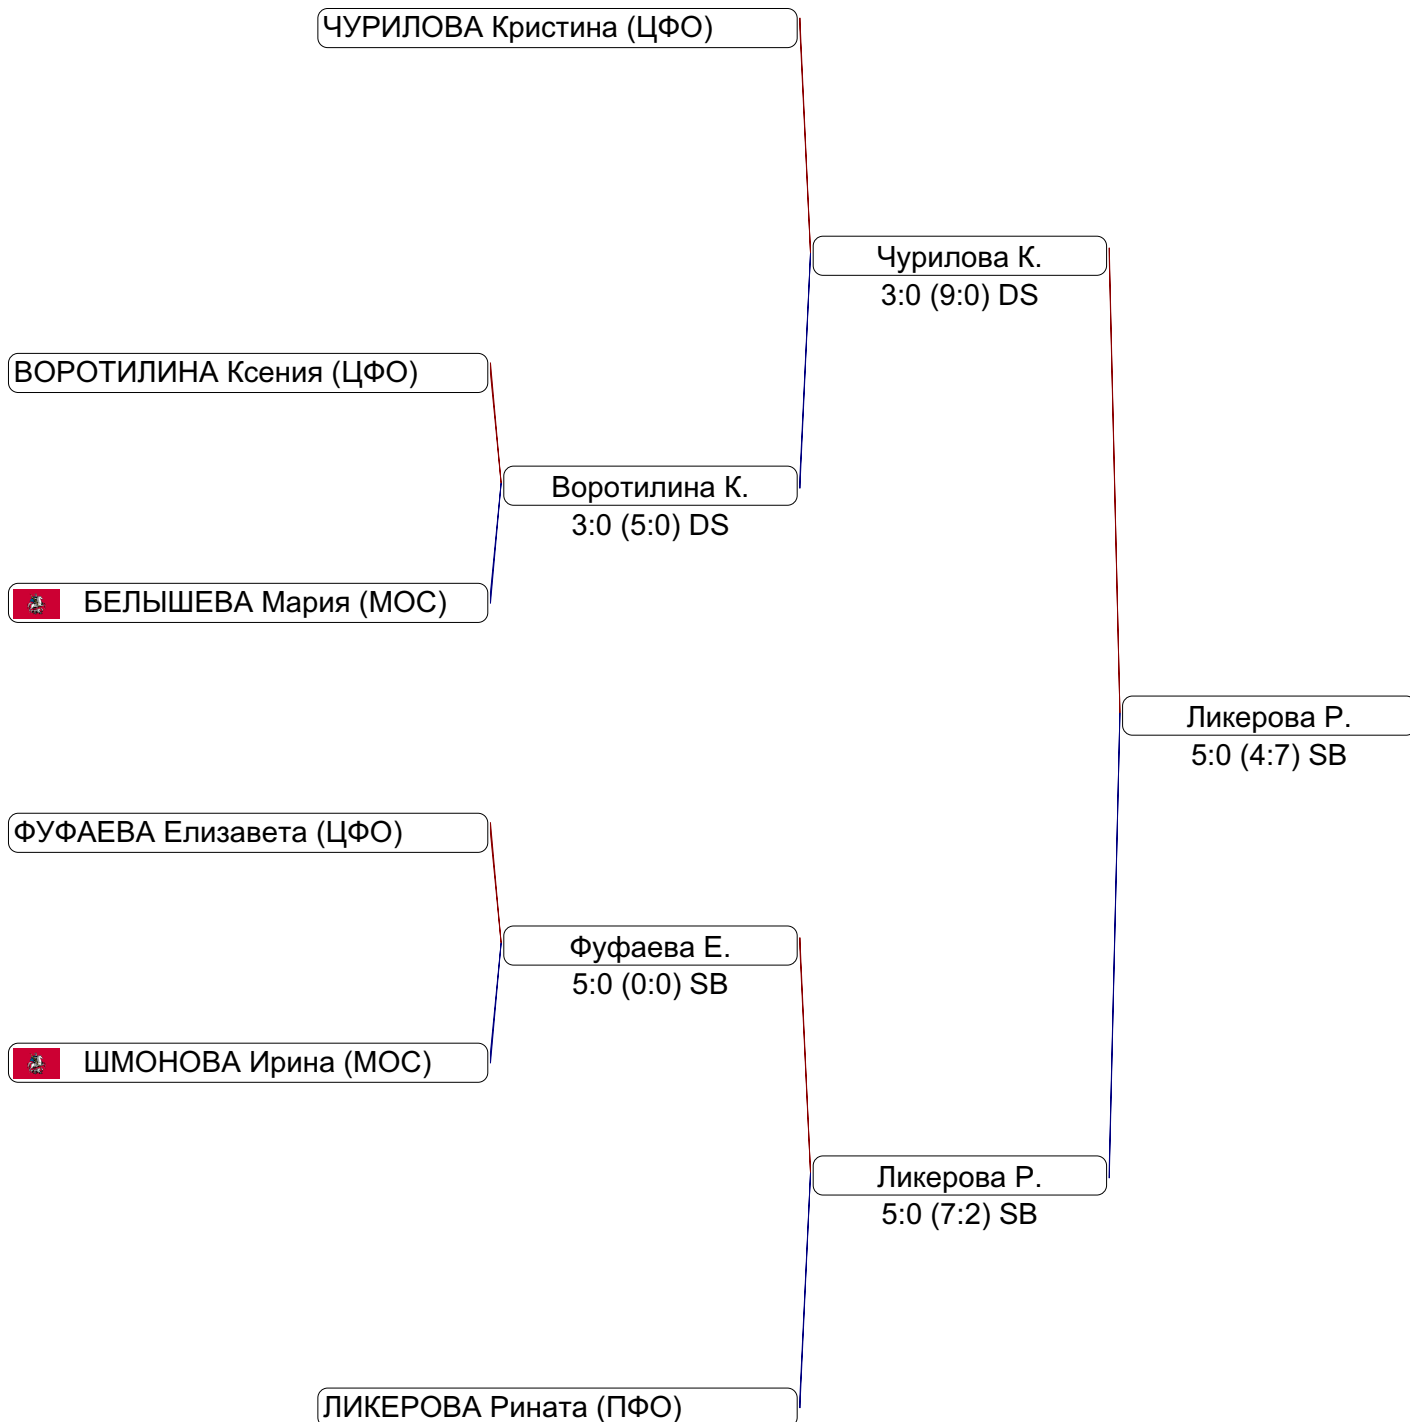 ЧУРИЛОВА Кристина (ЦФО)
Чурилова К.
3:0 (9:0) DS
ВОРОТИЛИНА Ксения (ЦФО)
Воротилина К.
3:0 (5:0) DS
БЕЛЫШЕВА Мария (МОС)
Ликерова Р.
5:0 (4:7) SB
ФУФАЕВА Елизавета (ЦФО)
Фуфаева Е.
5:0 (0:0) SB
ШМОНОВА Ирина (МОС)
Ликерова Р.
5:0 (7:2) SB
ЛИКЕРОВА Рината (ПФО)